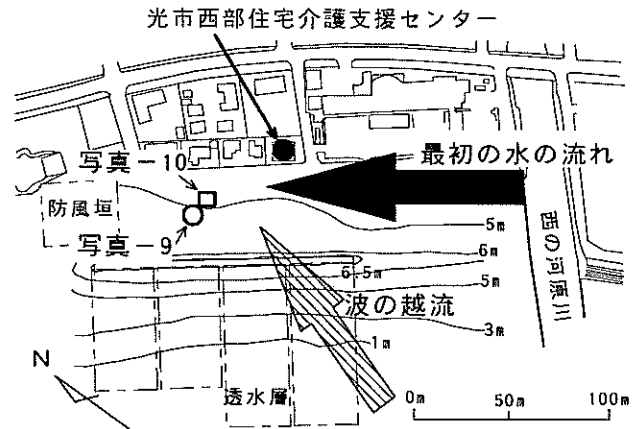 光市西部住宅介護支援センター
写真－10
最初の水の流れ
防風垣
写真－9
5m
6m
6.5m
5m
西の河原川
波の越流
3m
1m
N
透水層
0m
50m
100m